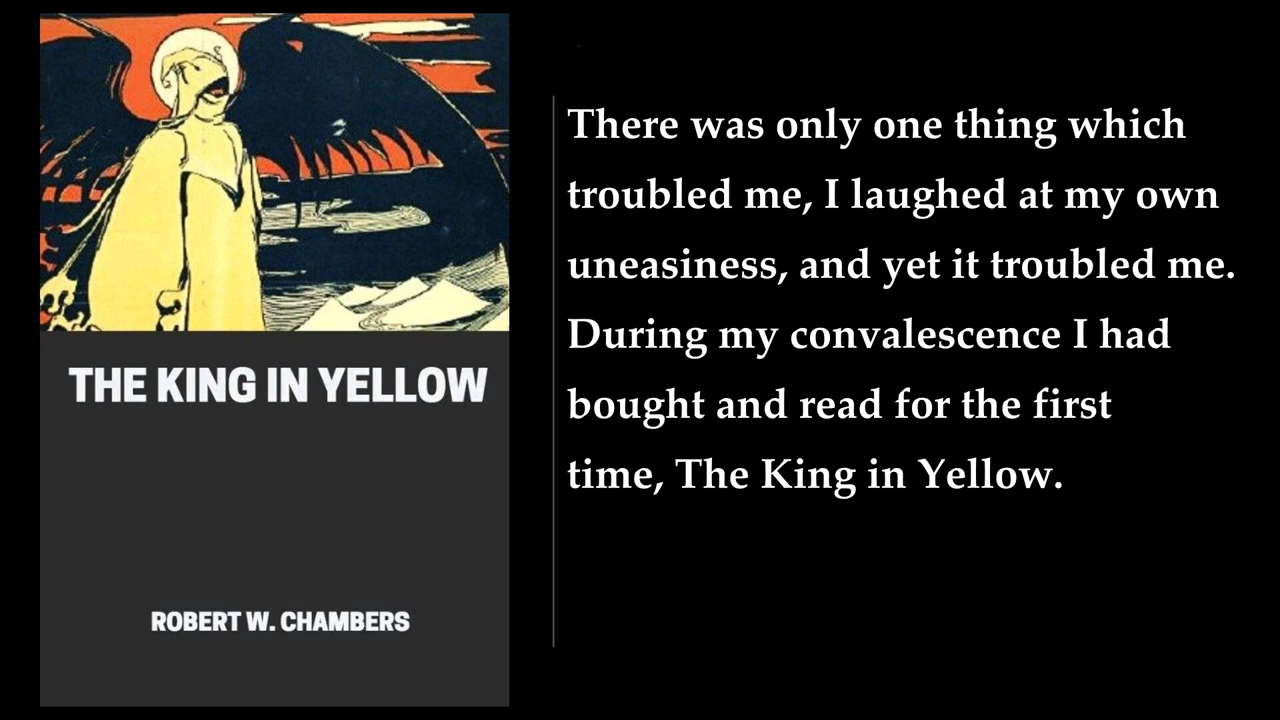 THE KING IN YELLOW
ROBERT W. CHAMBERS
There was only one thing which
troubled me, I laughed at my own
uneasiness, and yet it troubled me.
During my convalescence I had
bought and read for the first
time, The King in Yellow.